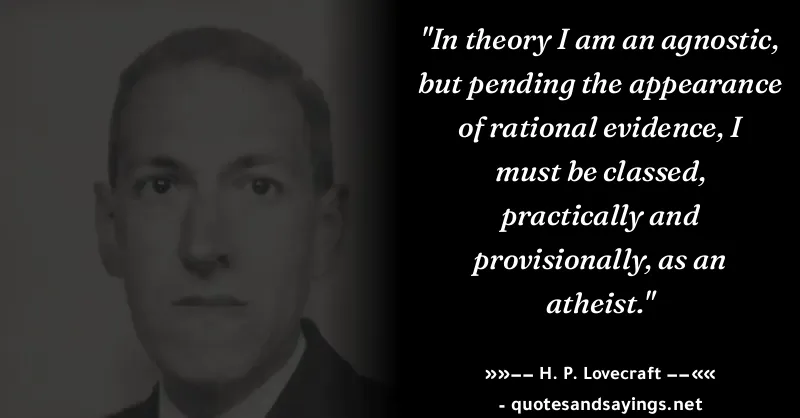 "In theory I am an agnostic,
but pending the appearance
of rational evidence, I
must be classed,
practically and
provisionally, as an
atheist."
»»−− H. P. Lovecraft −−««
- quotesandsayings.net